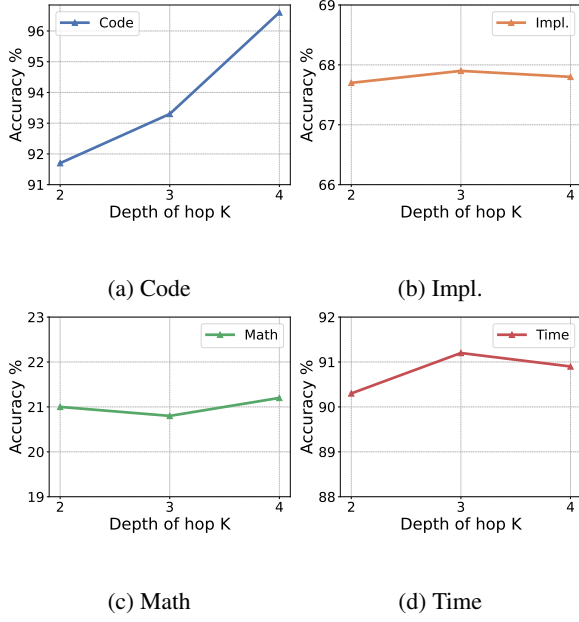 Accuracy %
96
95
94
93
92
91
Code
2
3
4
Depth of hop K
(a) Code
Accuracy %
69
68
67
66
Impl.
2
3
4
Depth of hop K
(b) Impl.
Accuracy %
23
22
21
20
19
Math
2
3
4
Depth of hop K
(c) Math
Accuracy %
92
91
90
89
88
Time
2
3
4
Depth of hop K
(d) Time